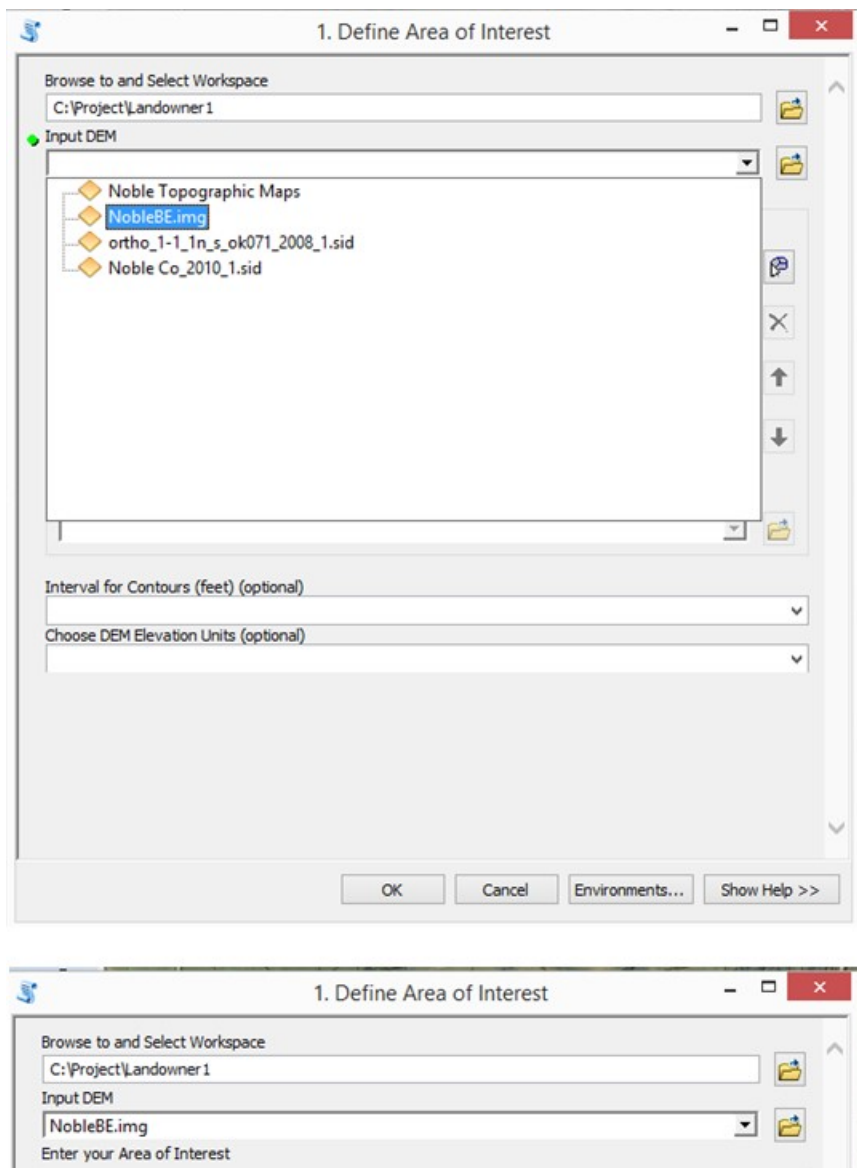 1. Define Area of Interest
Browse to and Select Workspace
C:\Project\Landowner1
Input DEM
Noble Topographic Maps
NobleBE.img
ortho_1-1_1n_s_ok071_2008_1.sid
Noble Co_2010_1.sid
Interval for Contours (feet) (optional)
Choose DEM Elevation Units (optional)
OK Cancel Environments... Show Help >>
1. Define Area of Interest
Browse to and Select Workspace
C:\Project\Landowner1
Input DEM
NobleBE.img
Enter your Area of Interest